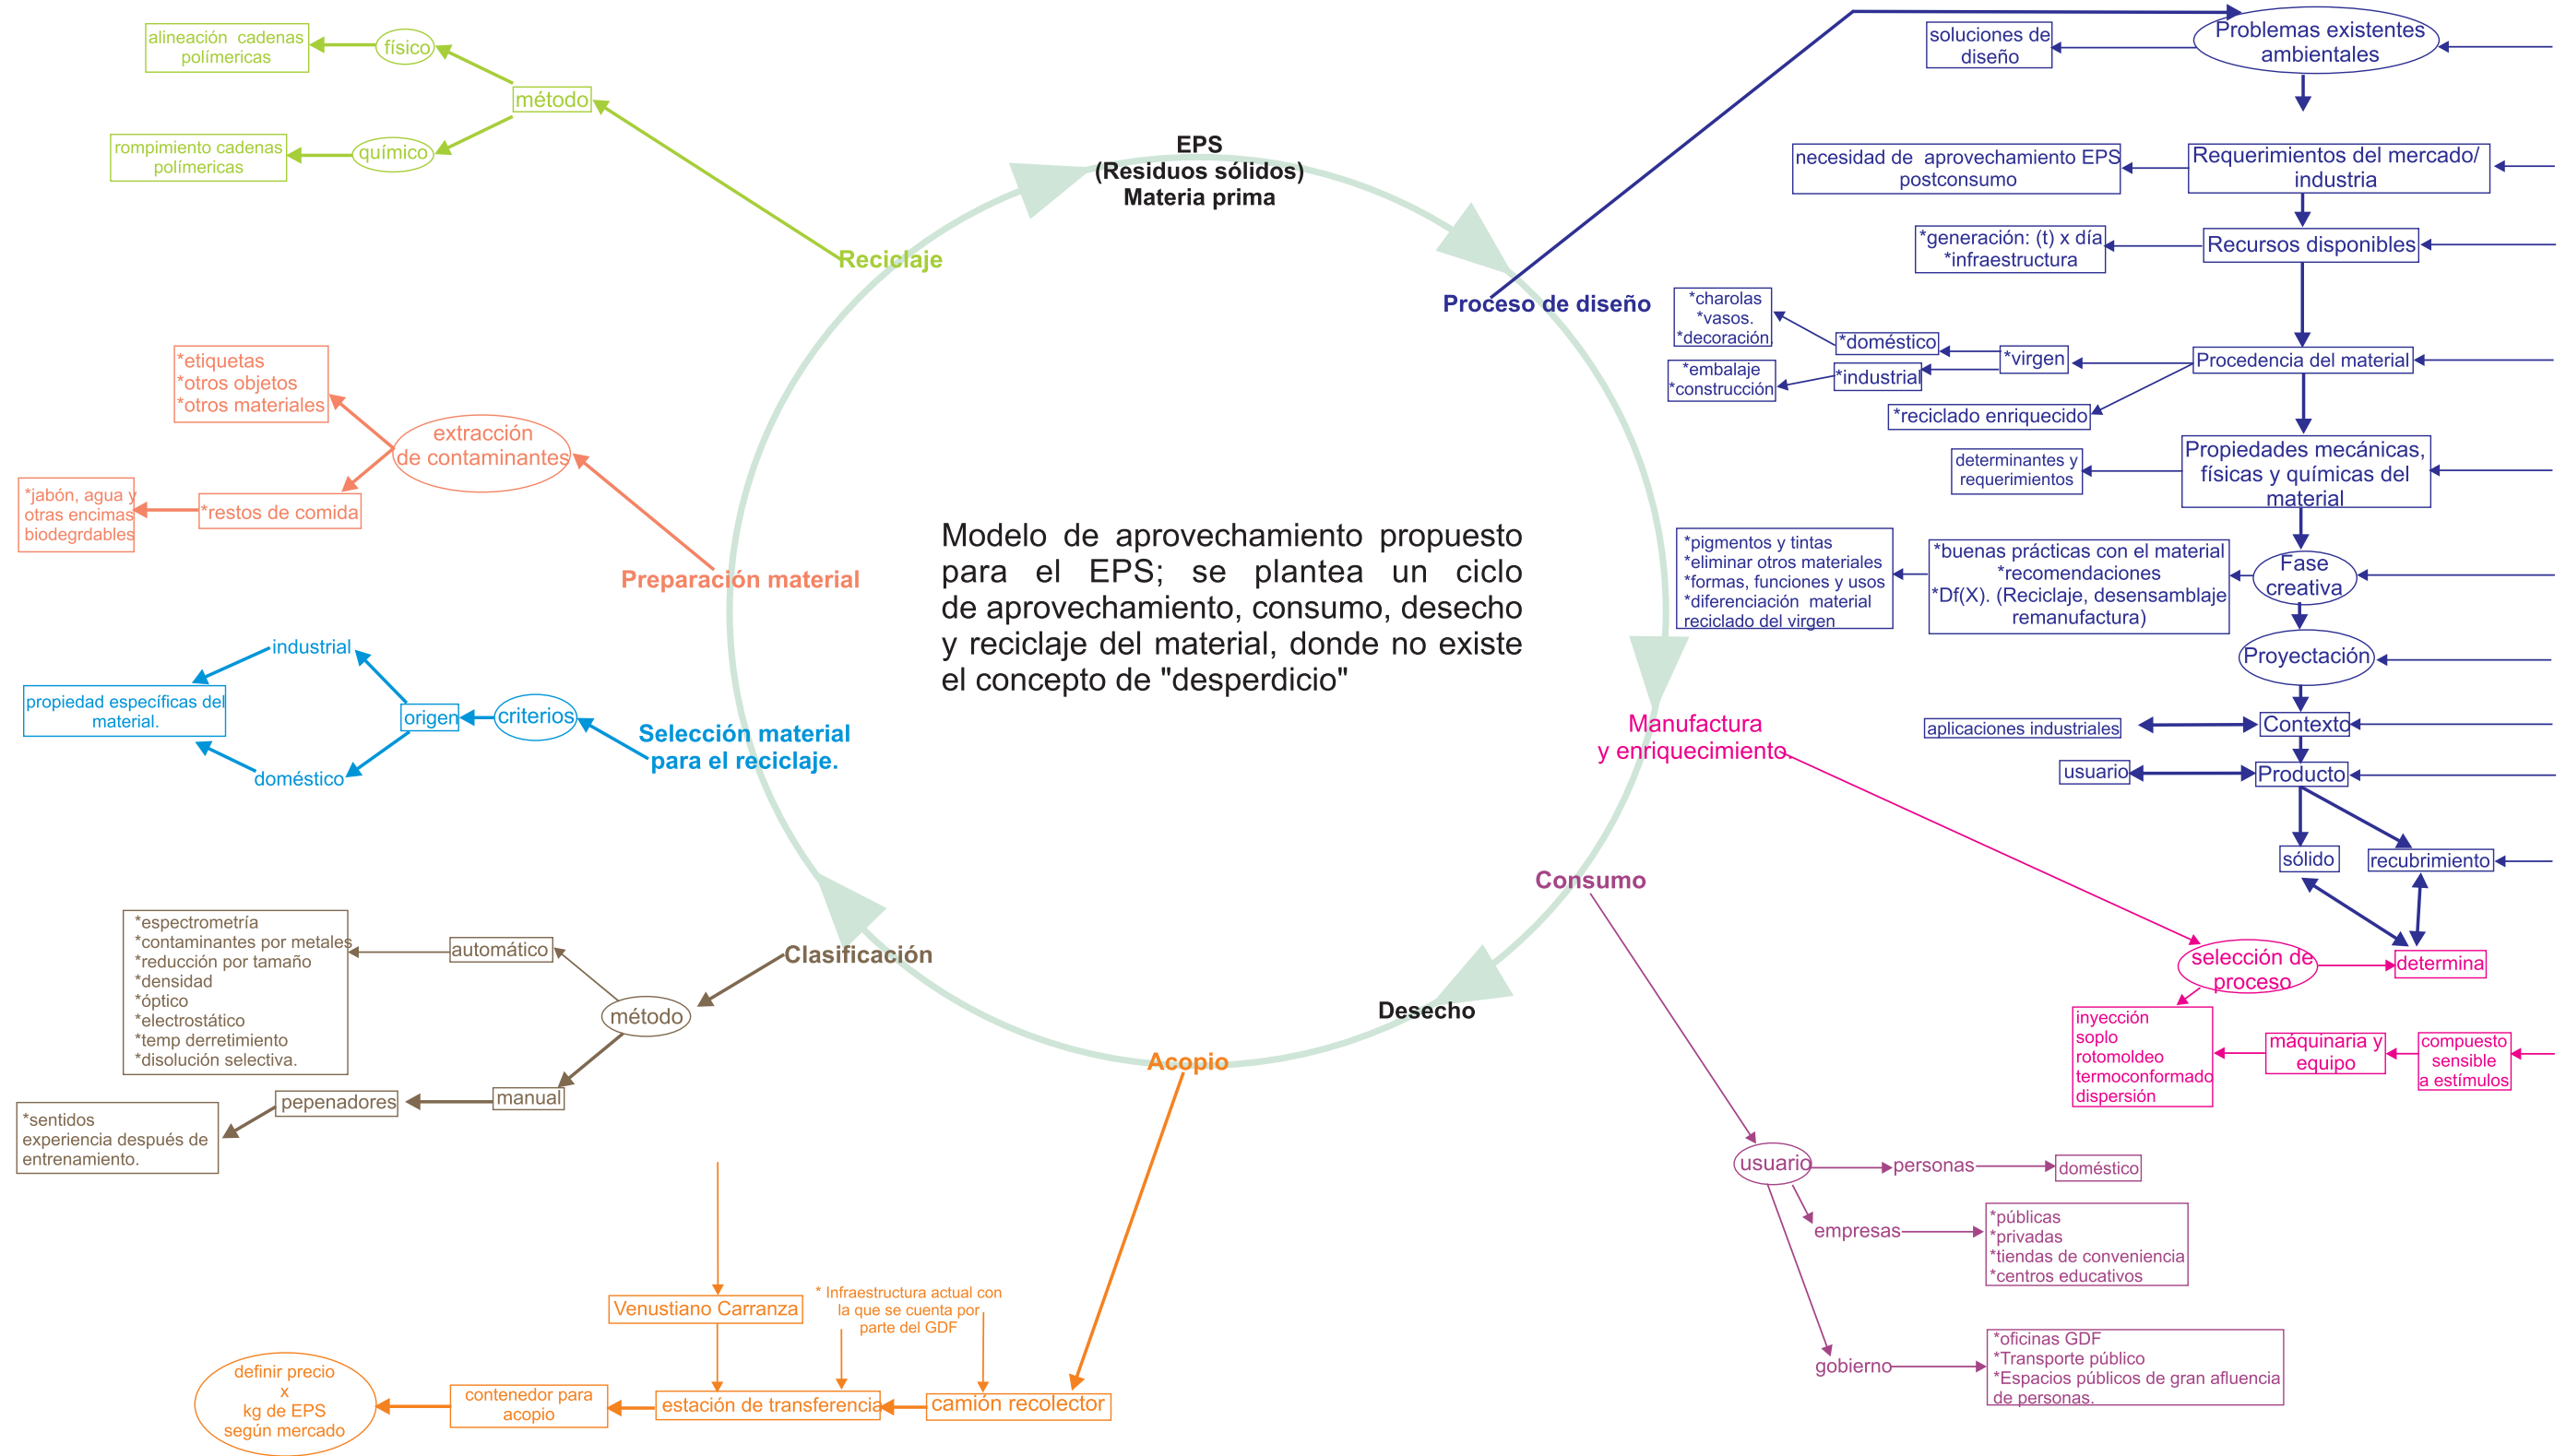 alineación cadenas
polímericas
físico
método
rompimiento cadenas
polímericas
químico
EPS
(Residuos sólidos)
Materia prima
Reciclaje
Proceso de diseño
soluciones de
diseño
Problemas existentes
ambientales
necesidad de aprovechamiento EPS
postconsumo
Requerimientos del mercado/
industria
*generación: (t) x día
*infraestructura
Recursos disponibles
*charolas
*vasos.
*decoración.
*doméstico
*virgen
Procedencia del material
*embalaje
*construcción
*industrial
*reciclado enriquecido
determinantes y
requerimientos
Propiedades mecánicas,
físicas y químicas del
material
*pigmentos y tintas
*eliminar otros materiales
*formas, funciones y usos
*diferenciación material
reciclado del virgen
*buenas prácticas con el material
*recomendaciones
*Df(X). (Reciclaje, desensamblaje
remanufactura)
Fase
creativa
Proyectación
aplicaciones industriales
Contexto
usuario
Producto
sólido
recubrimiento
*etiquetas
*otros objetos
*otros materiales
extracción
de contaminantes
*jabón, agua y
otras encimas
biodegrdables
*restos de comida
Preparación material
Modelo de aprovechamiento propuesto
para el EPS; se plantea un ciclo
de aprovechamiento, consumo, desecho
y reciclaje del material, donde no existe
el concepto de "desperdicio"
industrial
propiedad específicas del
material.
origen
criterios
doméstico
Selección material
para el reciclaje.
Manufactura
y enriquecimiento.
selección de
proceso
determina
inyección
soplo
rotomoldeo
termoconformado
dispersión
máquinaria y
equipo
compuesto
sensible
a estímulos
Consumo
usuario
personas
doméstico
empresas
*públicas
*privadas
*tiendas de conveniencia
*centros educativos
gobierno
*oficinas GDF
*Transporte público
*Espacios públicos de gran afluencia
de personas.
Desecho
Clasificación
*espectrometría
*contaminantes por metales
*reducción por tamaño
*densidad
*óptico
*electrostático
*temp derretimiento
*disolución selectiva.
automático
método
manual
pepenadores
*sentidos
experiencia después de
entrenamiento.
Acopio
Venustiano Carranza
* Infraestructura actual con
la que se cuenta por
parte del GDF
definir precio
x
kg de EPS
según mercado
contenedor para
acopio
estación de transferencia
camión recolector